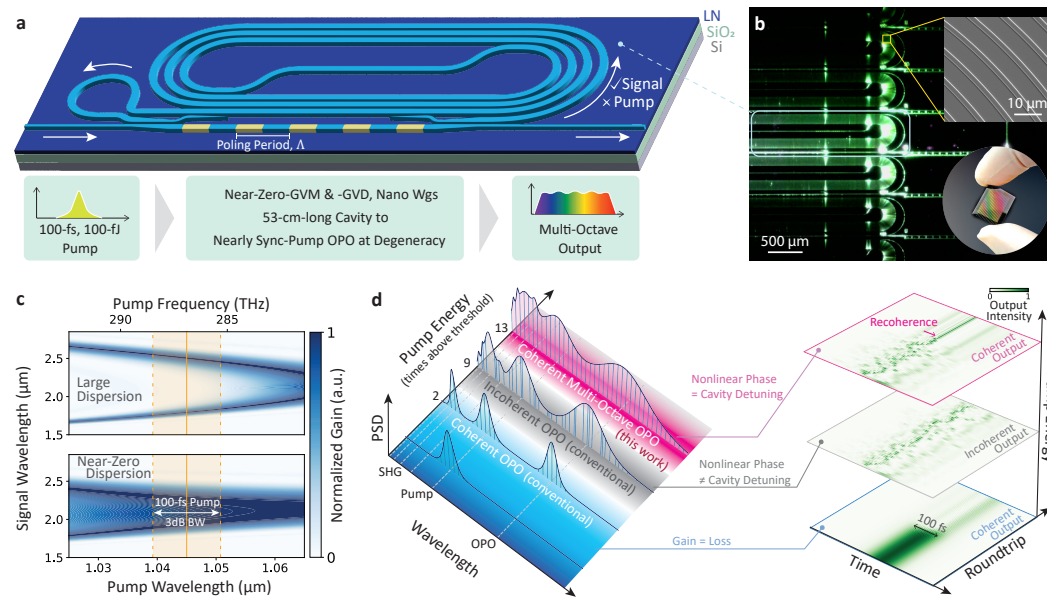 a
LN
SiO₂
Si
✓ Signal
× Pump
Poling Period, Λ
100-fs, 100-fJ
Pump
Near-Zero-GVM & -GVD, Nano Wgs
53-cm-long Cavity to
Nearly Sync-Pump OPO at Degeneracy
Multi-Octave
Output
b
10 μm
500 μm
c
Pump Frequency (THz)
290
285
2.5
2.0
1.5
Large
Dispersion
2.5
2.0
1.5
Near-Zero
Dispersion
100-fs Pump
3dB BW
1.03
1.04
1.05
1.06
Pump Wavelength (μm)
Signal Wavelength (μm)
1
0
Normalized Gain (a.u.)
d
Pump Energy
(times above threshold)
13
9
2
PSD
SHG
Pump
OPO
Wavelength
Coherent Multi-Octave OPO
(this work)
Incoherent OPO (conventional)
Coherent OPO (conventional)
Nonlinear Phase
= Cavity Detuning
Nonlinear Phase
≠ Cavity Detuning
Gain = Loss
0
1
Output
Intensity
Recoherence
Coherent
Output
Incoherent
Output
100 fs
Coherent
Output
Time
Roundtrip